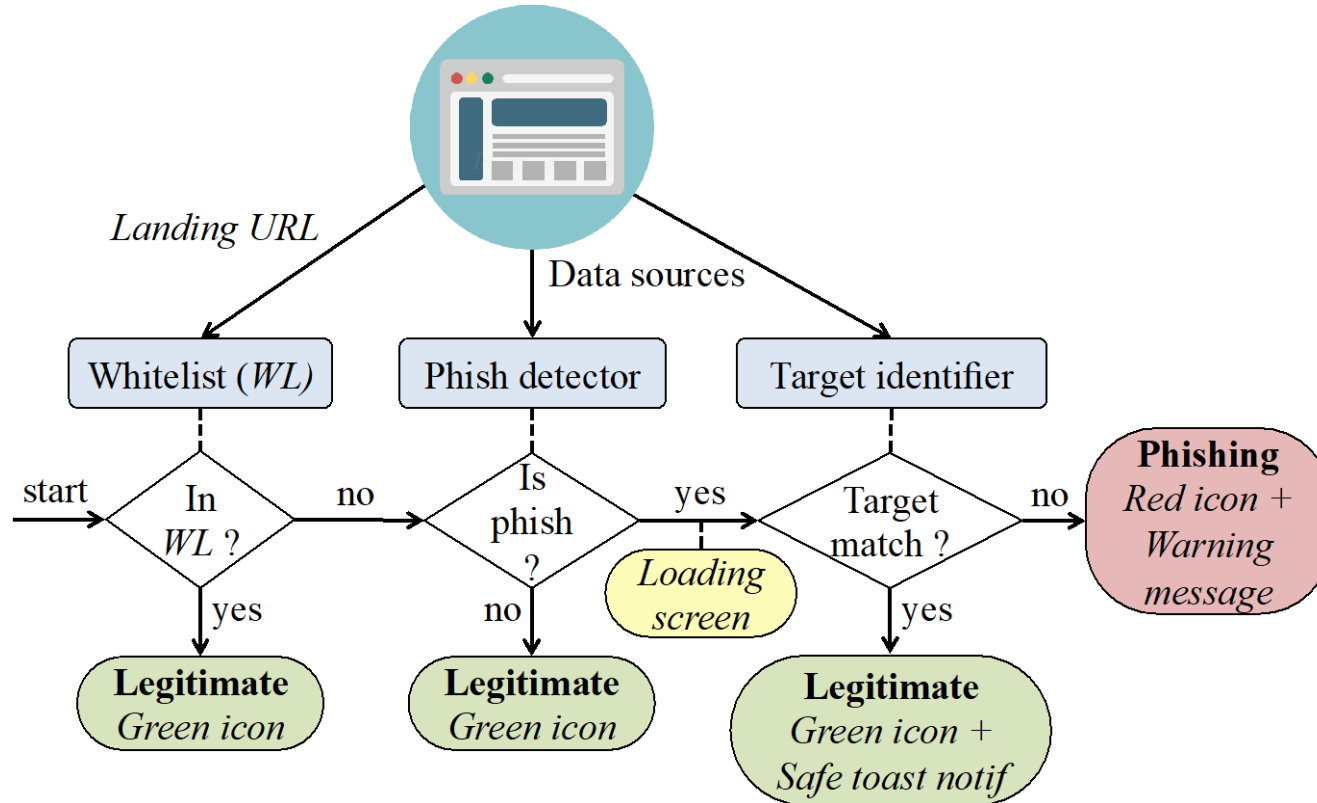 Landing URL
Data sources
Whitelist (WL)
Phish detector
Target identifier
start
In
WL ?
no
Is
phish
?
yes
Loading
screen
Target
match ?
no
Phishing
Red icon +
Warning
message
yes
Legitimate
Green icon
no
Legitimate
Green icon
yes
Legitimate
Green icon +
Safe toast notif